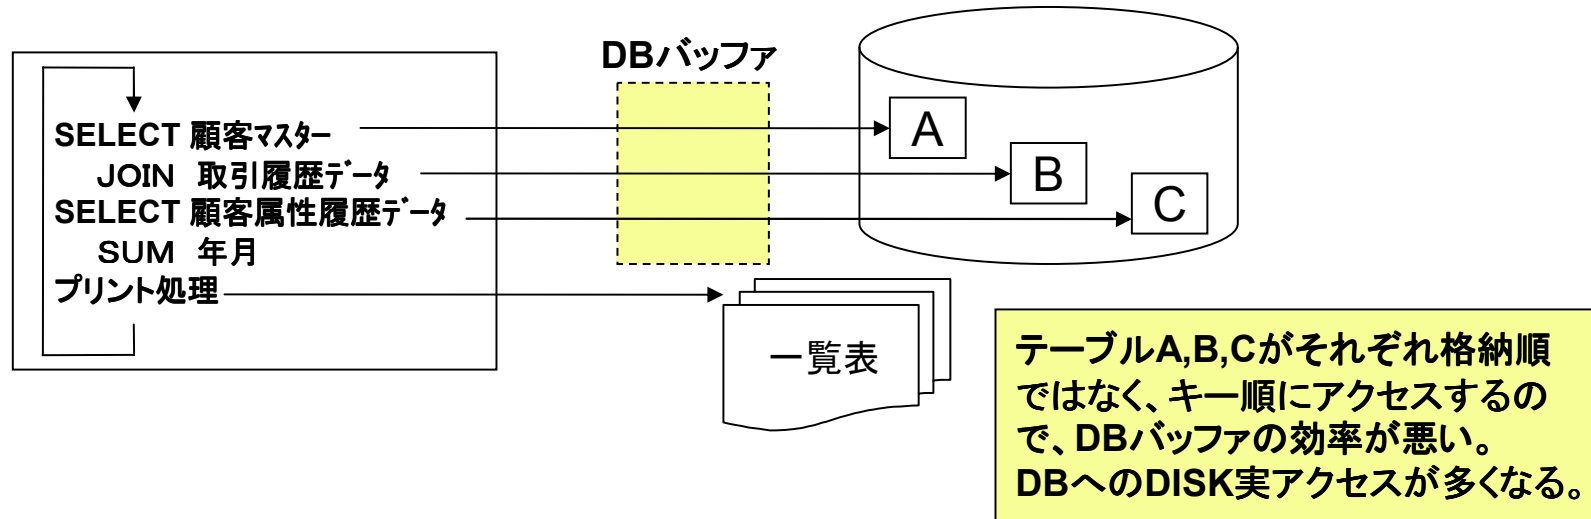 DBバッファ
SELECT 顧客ﾏｽﾀｰ
JOIN 取引履歴ﾃﾞｰﾀ
SELECT 顧客属性履歴ﾃﾞｰﾀ
SUM 年月
プリント処理
A
B
C
一覧表
テーブルA,B,Cがそれぞれ格納順
ではなく、キー順にアクセスするの
で、DBバッファの効率が悪い。
DBへのDISK実アクセスが多くなる。